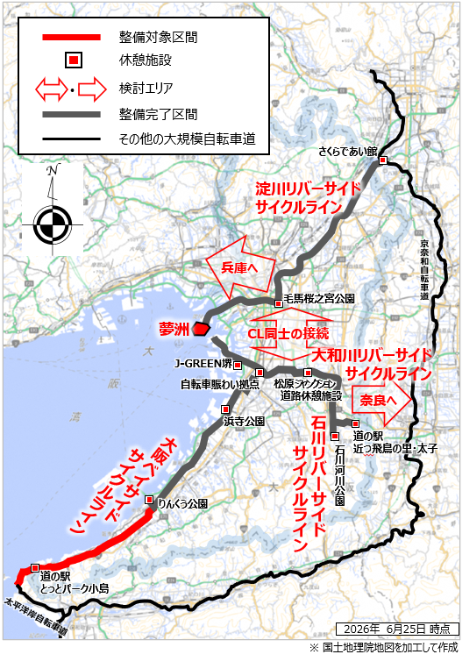 整備対象区間
休憩施設
検討エリア
整備完了区間
その他の大規模自転車道
N
さくらであい館
淀川リバーサイド
サイクルライン
京奈和自転車道
兵庫へ
毛馬桜之宮公園
夢洲
CL同士の接続
J-GREEN堺
大和川リバーサイド
サイクルライン
自転車賑わい拠点
松原ジャンクション
道路休憩施設
奈良へ
浜寺公園
道の駅
近つ飛鳥の里・太子
石川リバーサイド
サイクルライン
石川河川公園
大阪ベイサイド
サイクルライン
りんくう公園
道の駅
とっとパーク小島
太平洋岸自転車道
2026年 6月25日 時点
※ 国土地理院地図を加工して作成